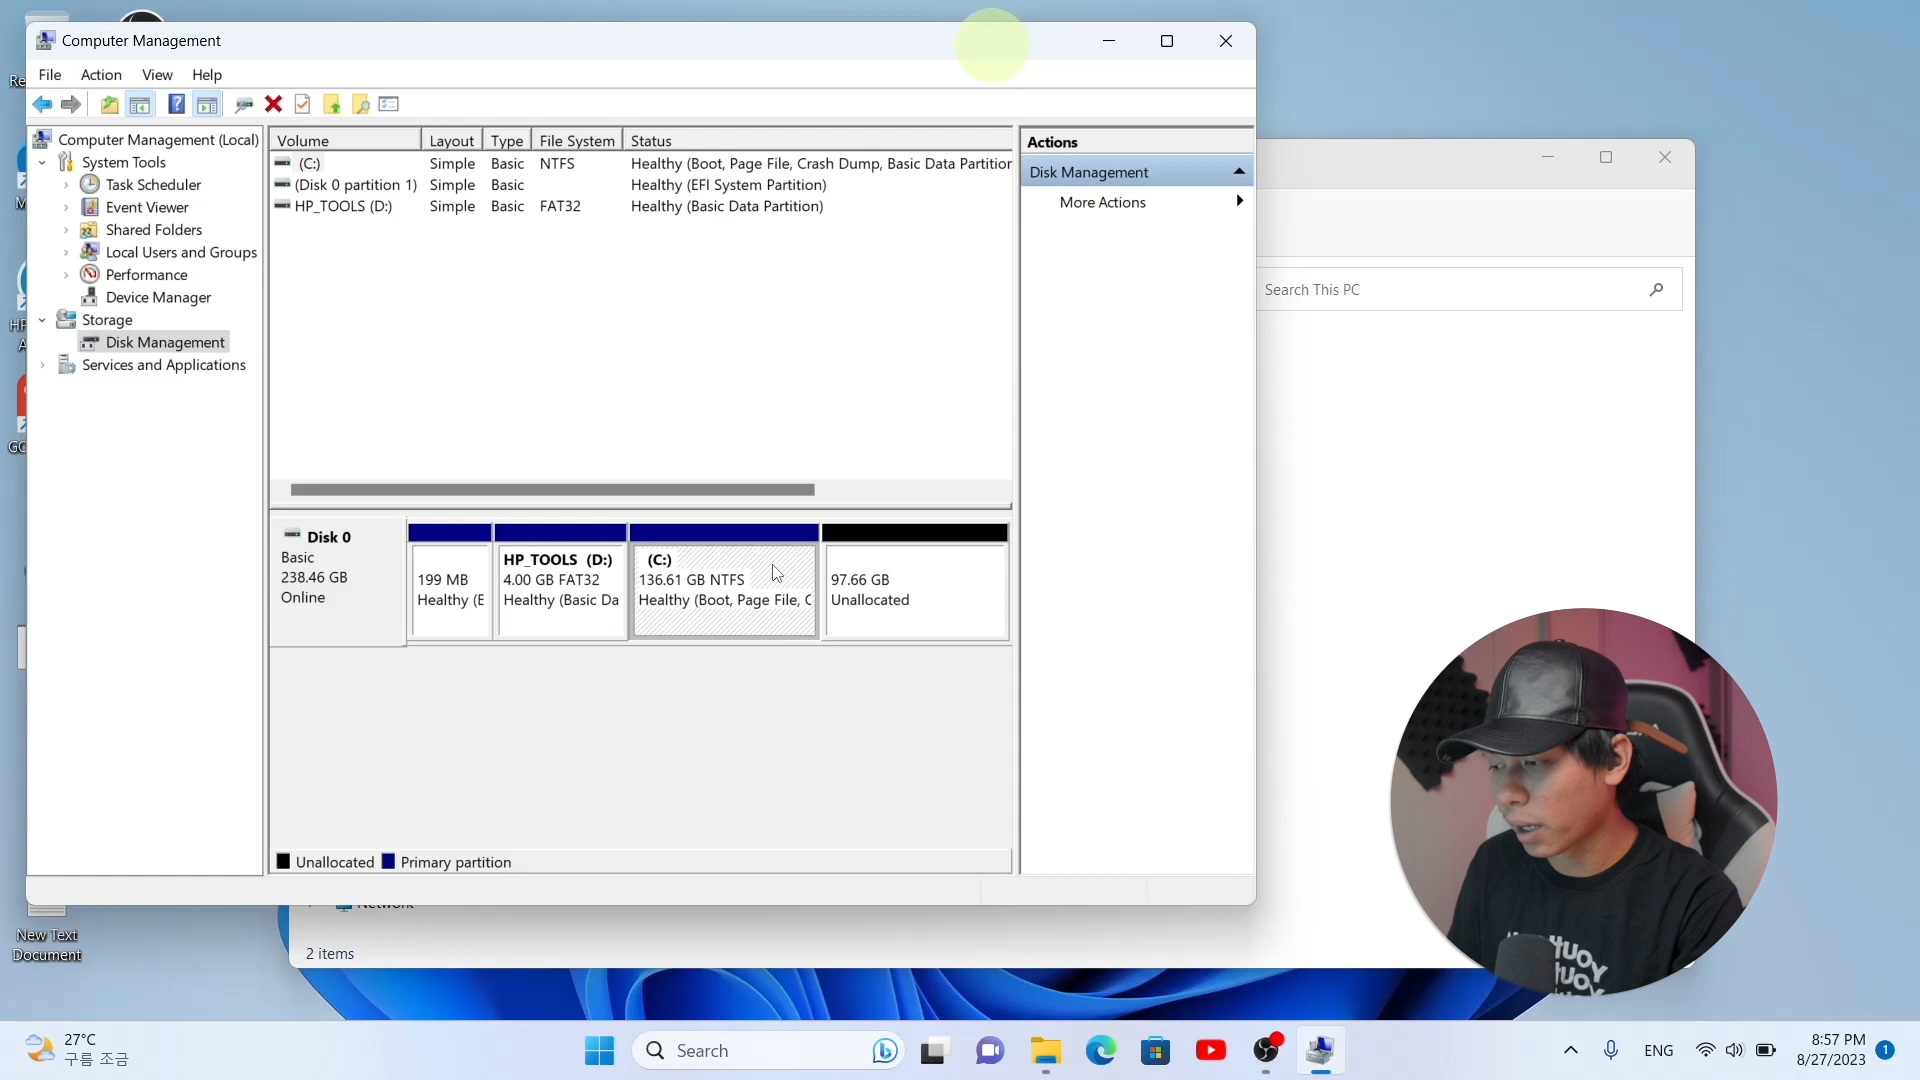 Computer Management
File Action View Help
Computer Management (Local)
System Tools
Task Scheduler
Event Viewer
Shared Folders
Local Users and Groups
Performance
Device Manager
Storage
Disk Management
Services and Applications
Volume Layout Type File System Status
(C:) Simple Basic NTFS Healthy (Boot, Page File, Crash Dump, Basic Data Partition
(Disk 0 partition 1) Simple Basic Healthy (EFI System Partition)
HP_TOOLS (D:) Simple Basic FAT32 Healthy (Basic Data Partition)
Actions
Disk Management
More Actions
Search This PC
Disk 0
Basic
238.46 GB
Online
199 MB
Healthy (E
HP_TOOLS (D:)
4.00 GB FAT32
Healthy (Basic Da
(C:)
136.61 GB NTFS
Healthy (Boot, Page File, C
97.66 GB
Unallocated
Unallocated Primary partition
New Text
Document
2 items
27°C
구름 조금
Search
ENG
8:57 PM
8/27/2023
1